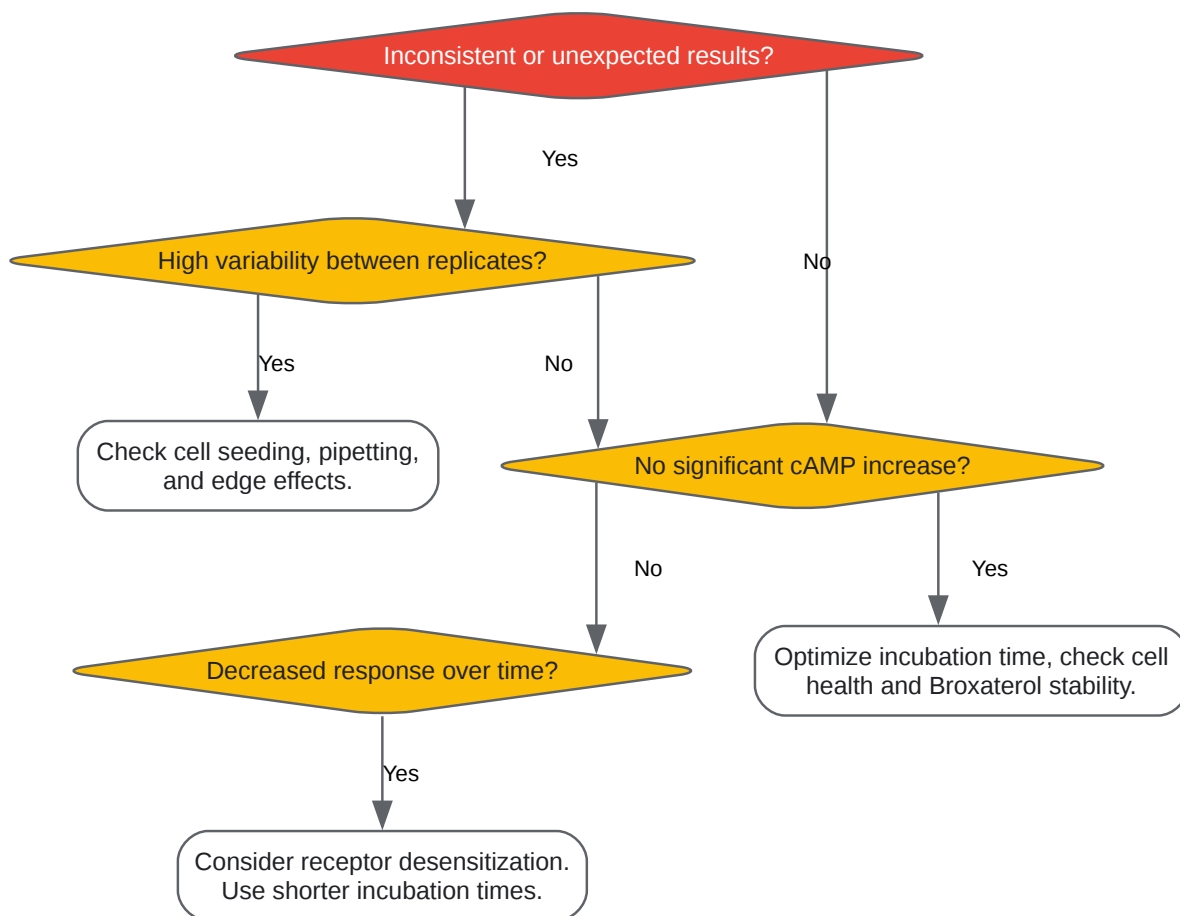 Inconsistent or unexpected results?
Yes
High variability between replicates?
No
Yes
No
Check cell seeding, pipetting,
and edge effects.
No significant cAMP increase?
No
Yes
Decreased response over time?
Optimize incubation time, check cell
health and Broxaterol stability.
Yes
Consider receptor desensitization.
Use shorter incubation times.